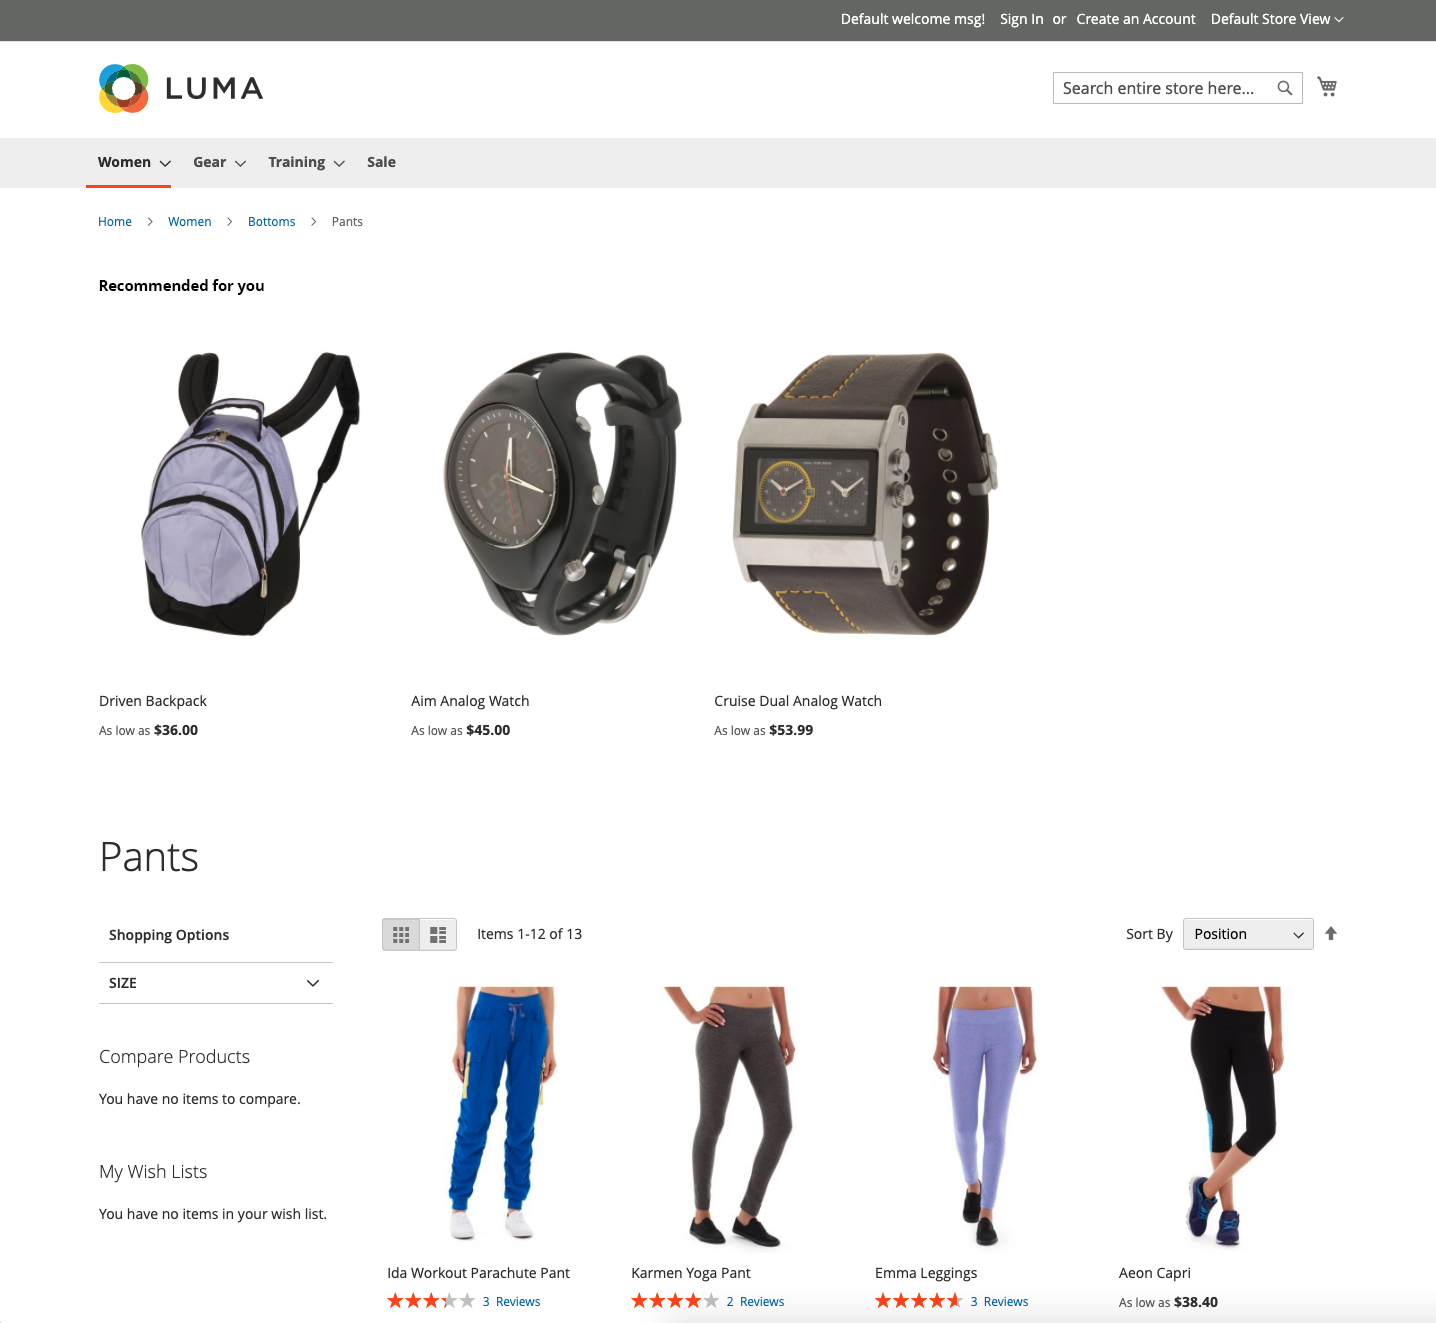 Default welcome msg! Sign In or Create an Account Default Store View
LUMA
Search entire store here...
Women Gear Training Sale
Home Women Bottoms Pants
Recommended for you
Driven Backpack Aim Analog Watch Cruise Dual Analog Watch
As low as $36.00 As low as $45.00 As low as $53.99
Pants
Shopping Options
Items 1-12 of 13
Sort By Position
SIZE
Compare Products
You have no items to compare.
My Wish Lists
You have no items in your wish list.
Ida Workout Parachute Pant Karmen Yoga Pant Emma Leggings Aeon Capri
3 Reviews 2 Reviews 3 Reviews As low as $38.40